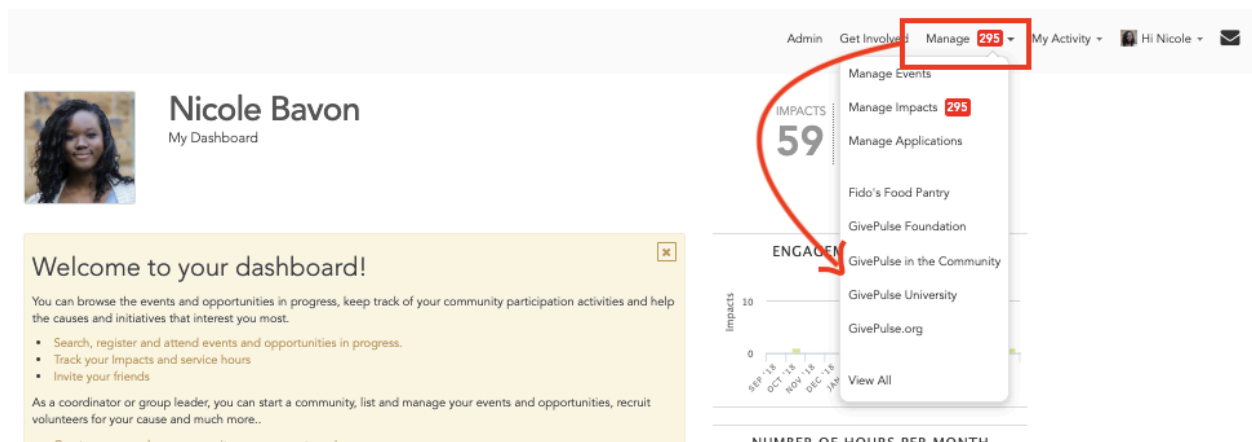 Admin Get Involved Manage 295 My Activity Hi Nicole
Nicole Bavon
My Dashboard
IMPACTS
59
Manage Events
Manage Impacts 295
Manage Applications
Fido's Food Pantry
GivePulse Foundation
GivePulse in the Community
GivePulse University
GivePulse.org
View All
Welcome to your dashboard!
You can browse the events and opportunities in progress, keep track of your community participation activities and help
the causes and initiatives that interest you most.
Search, register and attend events and opportunities in progress.
Track your Impacts and service hours
Invite your friends
As a coordinator or group leader, you can start a community, list and manage your events and opportunities, recruit
volunteers for your cause and much more..
Impacts
10
0
SEP '18
OCT '18
NOV '18
DEC '18
NUMBER OF HOURS PER MONTH